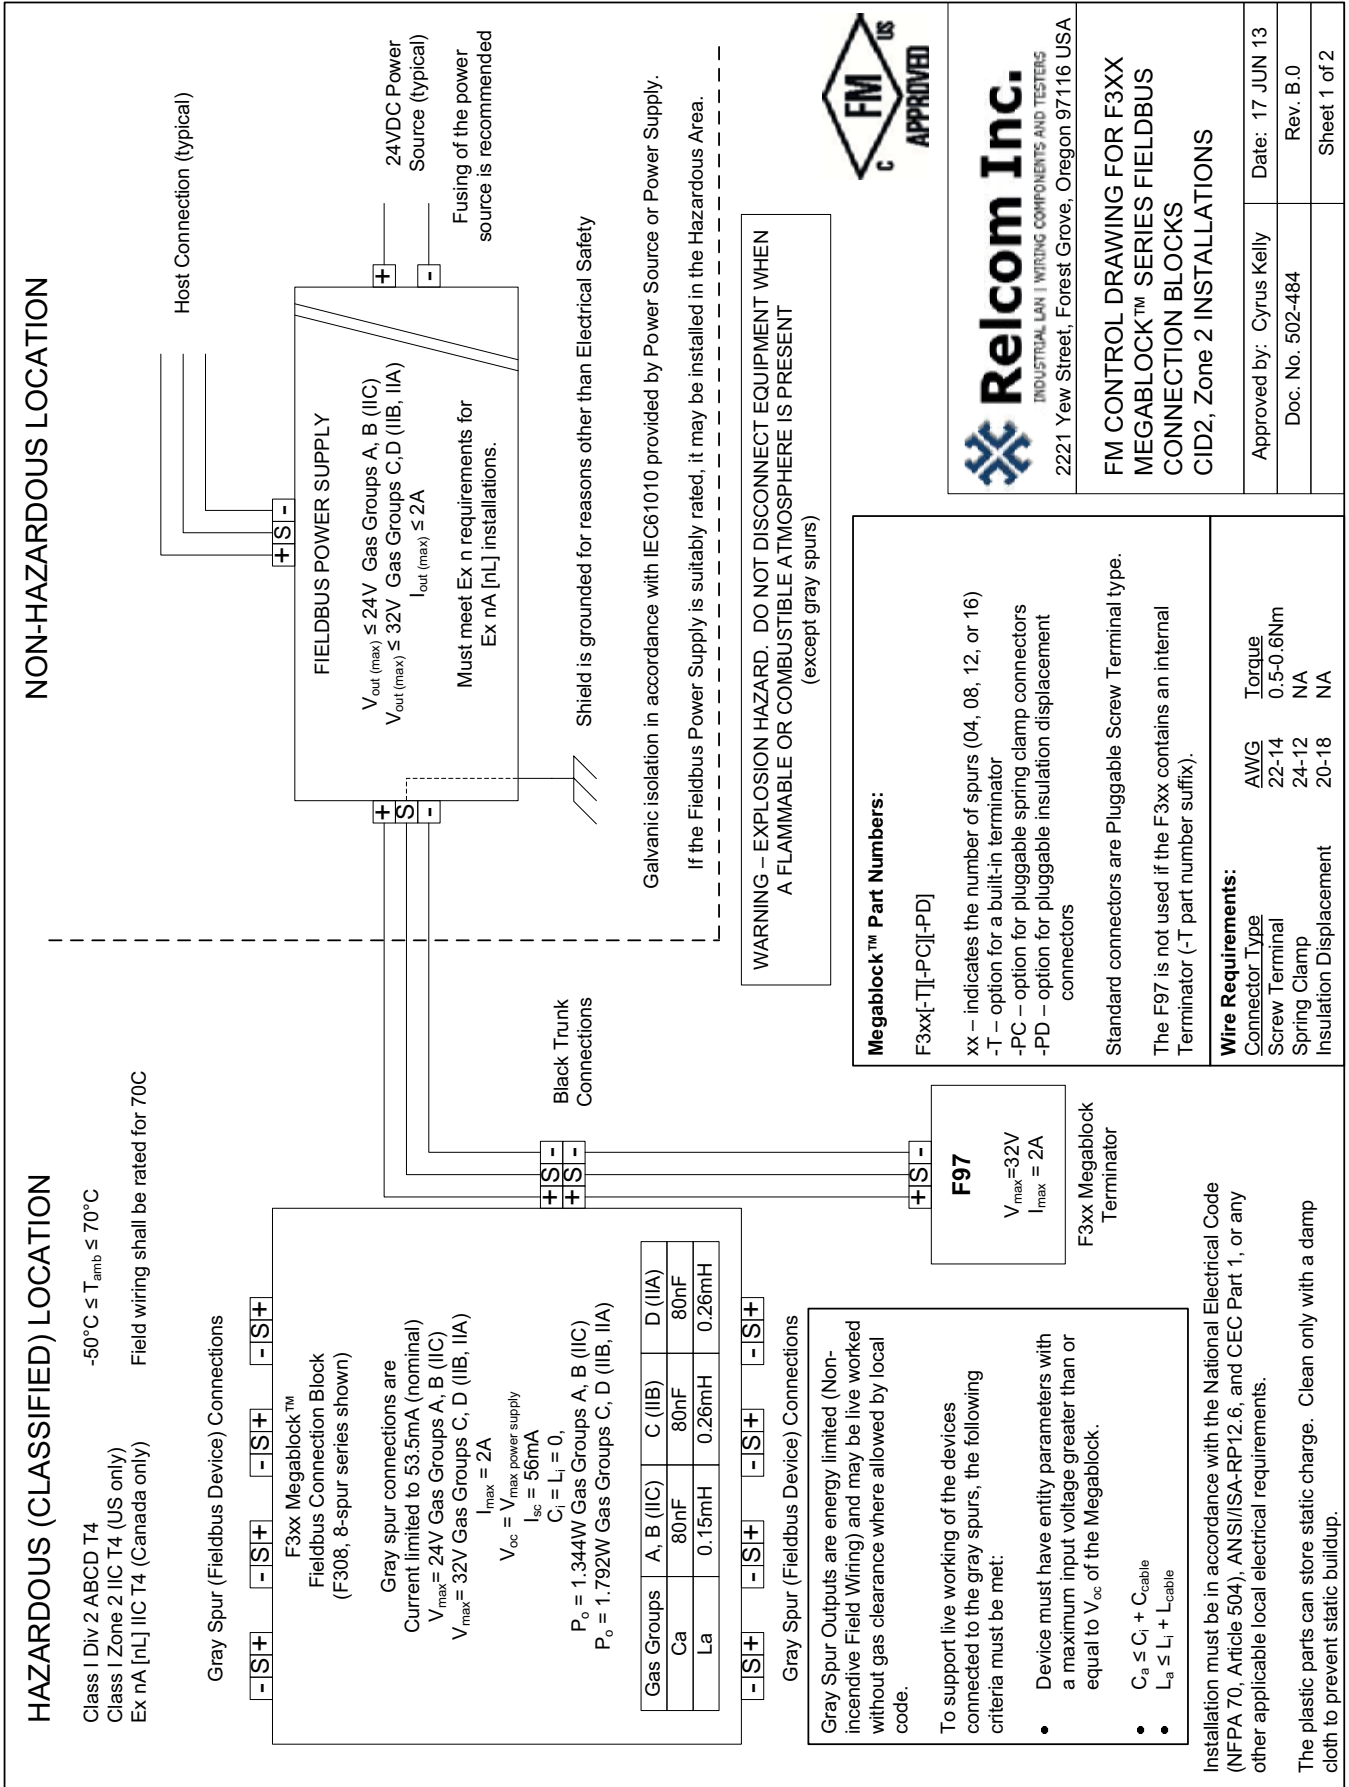 HAZARDOUS (CLASSIFIED) LOCATION
NON-HAZARDOUS LOCATION
Class I Div 2 ABCD T4
Class I Zone 2 IIC T4 (US only)
Ex nA [nL] IIC T4 (Canada only)
-50°C ≤ Tamb ≤ 70°C
Field wiring shall be rated for 70C
Gray Spur (Fieldbus Device) Connections
- S +
- S +
- S +
- S +
F3xx Megablock™
Fieldbus Connection Block
(F308, 8-spur series shown)
Gray spur connections are
Current limited to 53.5mA (nominal)
Vmax= 24V Gas Groups A, B (IIC)
Vmax= 32V Gas Groups C, D (IIB, IIA)
Imax = 2A
Voc = Vmax power supply
Isc = 56mA
Ci = Li = 0,
Po = 1.344W Gas Groups A, B (IIC)
Po = 1.792W Gas Groups C, D (IIB, IIA)
Gas Groups A, B (IIC) C (IIB) D (IIA)
Ca 80nF 80nF 80nF
La 0.15mH 0.26mH 0.26mH
- S +
- S +
- S +
- S +
Gray Spur (Fieldbus Device) Connections
+ S -
+ S -
Black Trunk
Connections
+ S -
F97
Vmax=32V
Imax = 2A
F3xx Megablock
Terminator
Host Connection (typical)
+ S -
FIELDBUS POWER SUPPLY
Vout (max) ≤ 24V Gas Groups A, B (IIC)
Vout (max) ≤ 32V Gas Groups C,D (IIB, IIA)
Iout (max) ≤ 2A
Must meet Ex n requirements for
Ex nA [nL] installations.
+
S
-
+
-
24VDC Power
Source (typical)
Fusing of the power
source is recommended
Shield is grounded for reasons other than Electrical Safety
Galvanic isolation in accordance with IEC61010 provided by Power Source or Power Supply.
If the Fieldbus Power Supply is suitably rated, it may be installed in the Hazardous Area.
WARNING – EXPLOSION HAZARD. DO NOT DISCONNECT EQUIPMENT WHEN
A FLAMMABLE OR COMBUSTIBLE ATMOSPHERE IS PRESENT
(except gray spurs)
Gray Spur Outputs are energy limited (Non-
incendive Field Wiring) and may be live worked
without gas clearance where allowed by local
code.
To support live working of the devices
connected to the gray spurs, the following
criteria must be met:
• Device must have entity parameters with
a maximum input voltage greater than or
equal to Voc of the Megablock.
• Ca ≤ Ci + Ccable
• La ≤ Li + Lcable
Installation must be in accordance with the National Electrical Code
(NFPA 70, Article 504), ANSI/ISA-RP12.6, and CEC Part 1, or any
other applicable local electrical requirements.
The plastic parts can store static charge. Clean only with a damp
cloth to prevent static buildup.
Megablock™ Part Numbers:
F3xx[-T][-PC][-PD]
xx – indicates the number of spurs (04, 08, 12, or 16)
-T – option for a built-in terminator
-PC – option for pluggable spring clamp connectors
-PD – option for pluggable insulation displacement
connectors
Standard connectors are Pluggable Screw Terminal type.
The F97 is not used if the F3xx contains an internal
Terminator (-T part number suffix).
Wire Requirements:
Connector Type AWG Torque
Screw Terminal 22-14 0.5-0.6Nm
Spring Clamp 24-12 NA
Insulation Displacement 20-18 NA
C FM US
APPROVED
Relcom Inc.
INDUSTRIAL LAN | WIRING COMPONENTS AND TESTERS
2221 Yew Street, Forest Grove, Oregon 97116 USA
FM CONTROL DRAWING FOR F3XX
MEGABLOCK™ SERIES FIELDBUS
CONNECTION BLOCKS
CID2, Zone 2 INSTALLATIONS
Approved by: Cyrus Kelly Date: 17 JUN 13
Doc. No. 502-484 Rev. B.0
Sheet 1 of 2